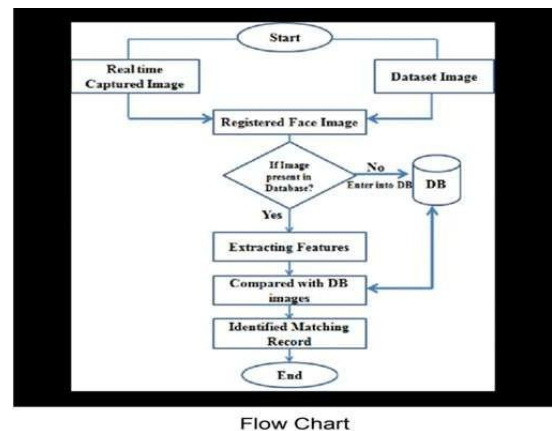 Start
Real time
Captured Image
Dataset Image
Registered Face Image
If Image
present in
Database?
No
Enter into DB
DB
Yes
Extracting Features
Compared with DB
images
Identified Matching
Record
End
Flow Chart